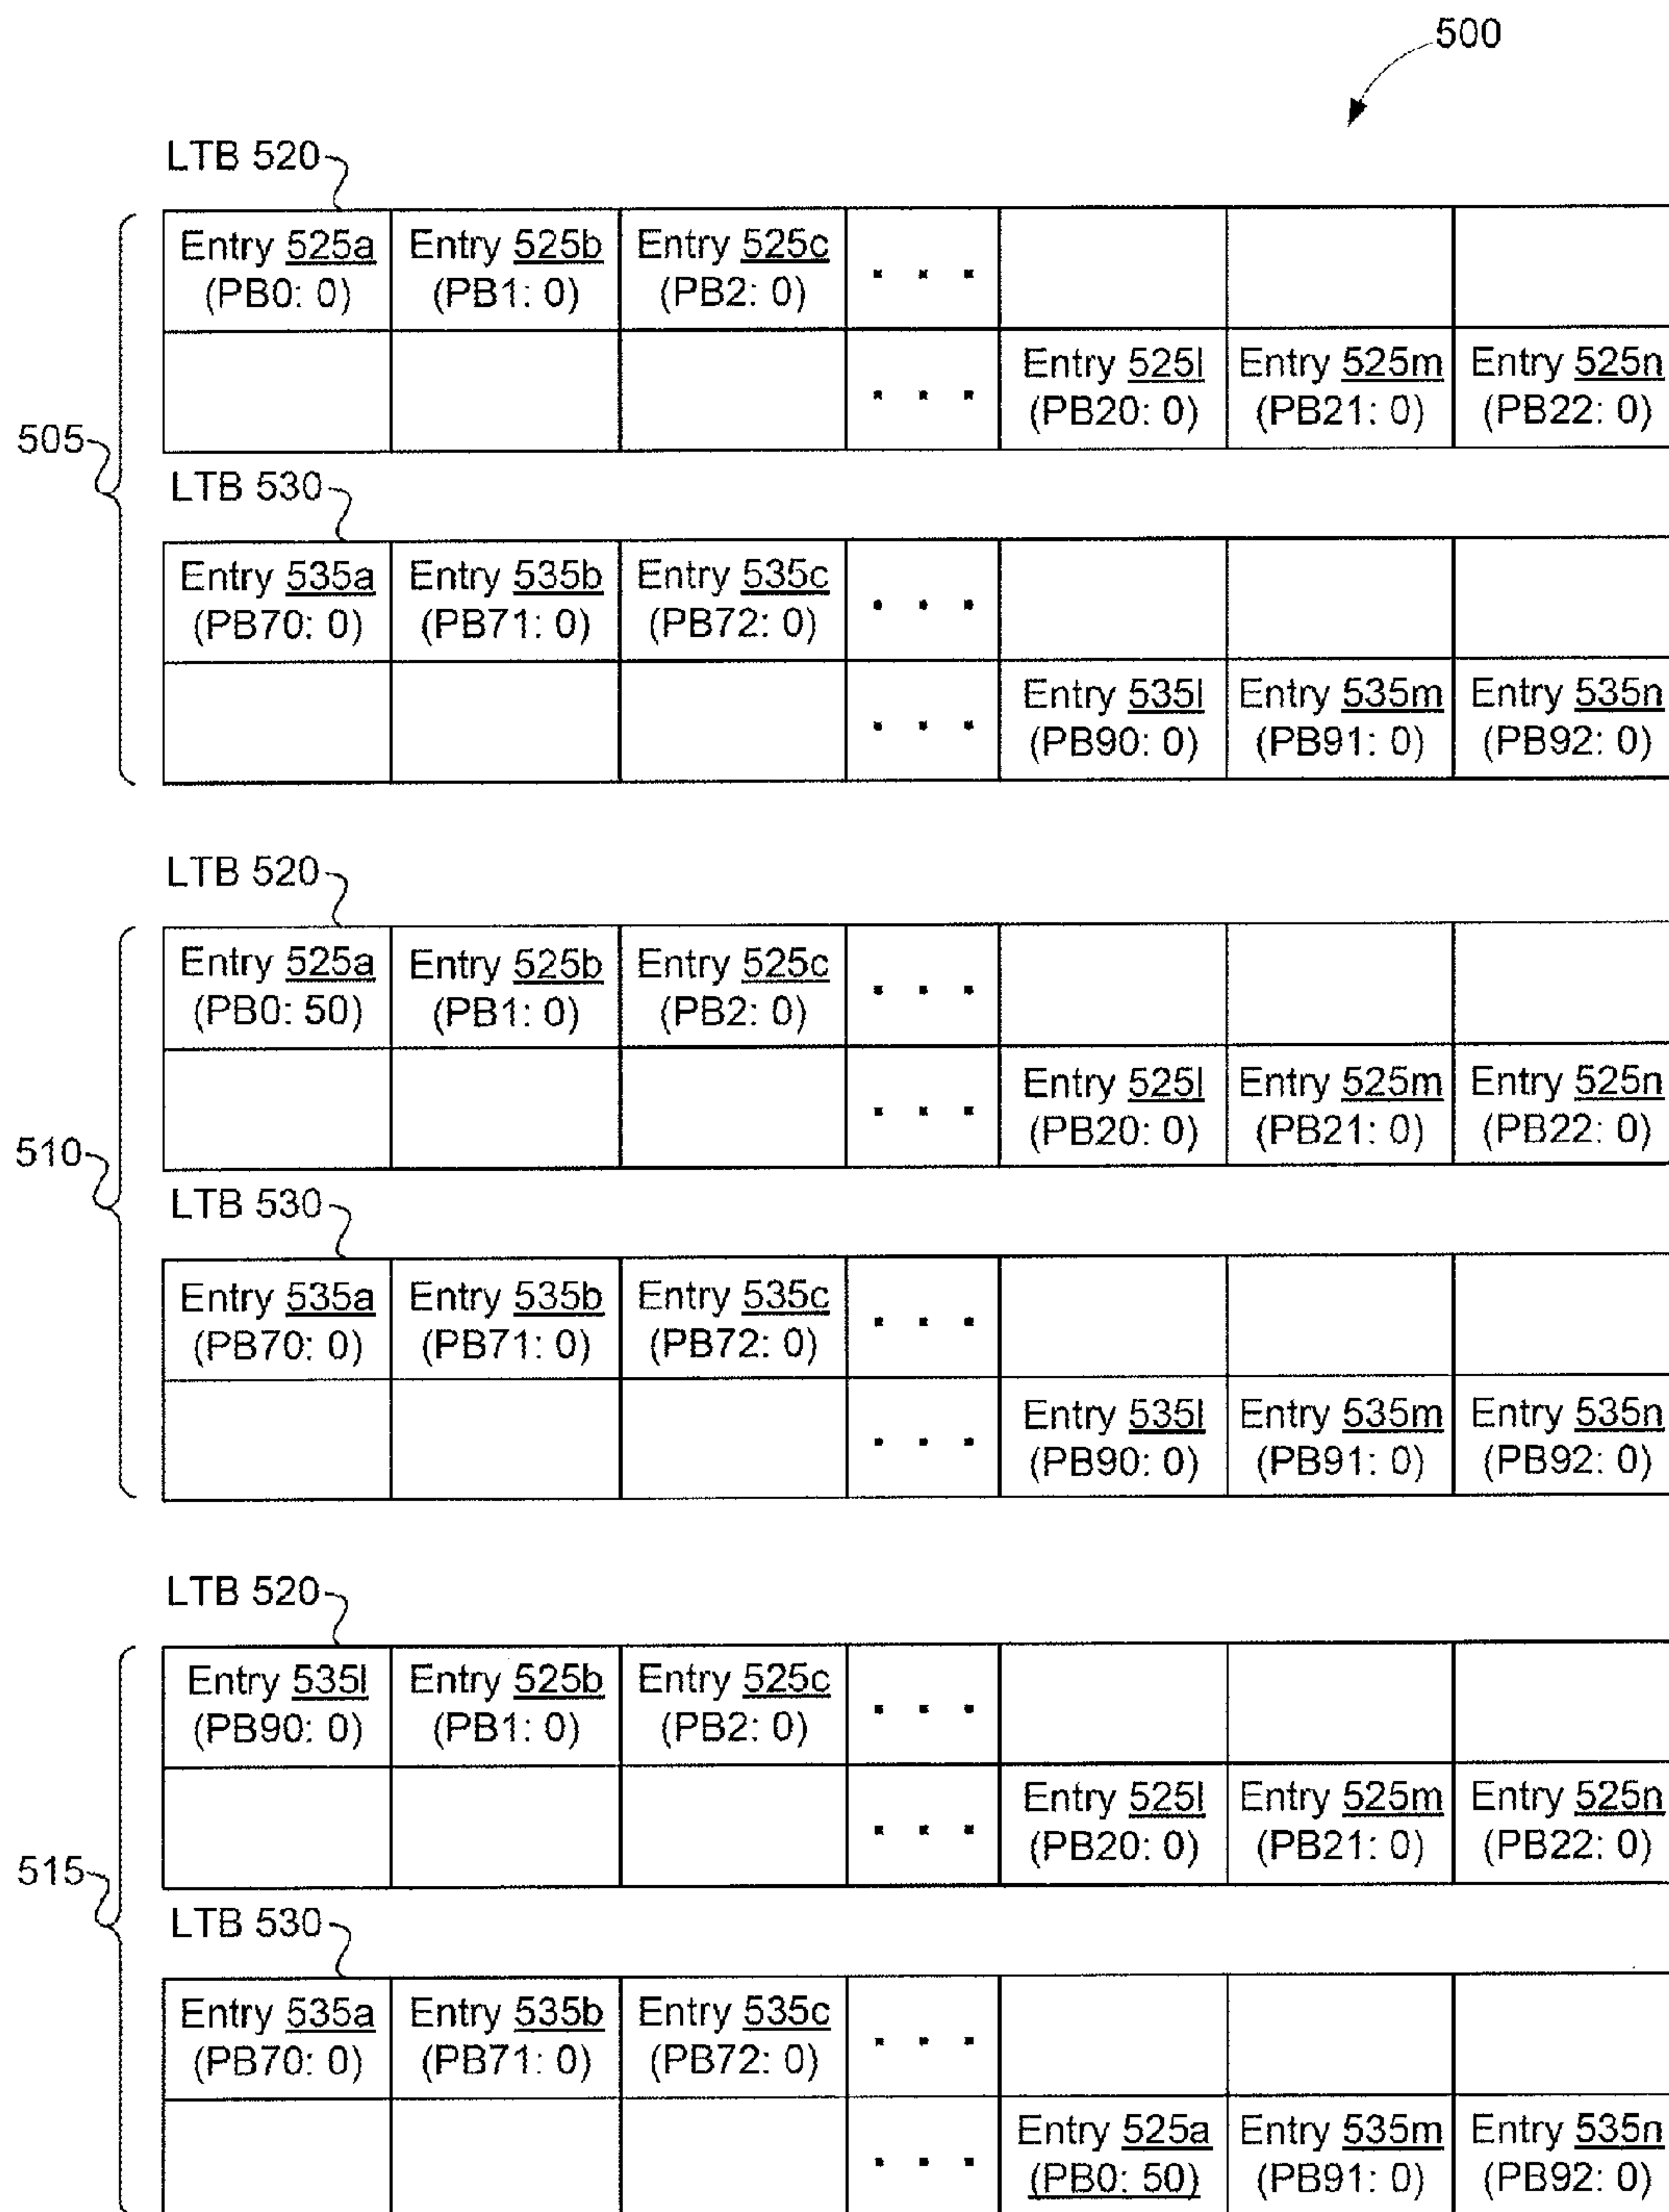 500
LTB 520
Entry 525a Entry 525b Entry 525c
(PB0: 0) (PB1: 0) (PB2: 0) . . .
Entry 525l Entry 525m Entry 525n
. . . (PB20: 0) (PB21: 0) (PB22: 0)
505
LTB 530
Entry 535a Entry 535b Entry 535c
(PB70: 0) (PB71: 0) (PB72: 0) . . .
Entry 535l Entry 535m Entry 535n
. . . (PB90: 0) (PB91: 0) (PB92: 0)
LTB 520
Entry 525a Entry 525b Entry 525c
(PB0: 50) (PB1: 0) (PB2: 0) . . .
Entry 525l Entry 525m Entry 525n
. . . (PB20: 0) (PB21: 0) (PB22: 0)
510
LTB 530
Entry 535a Entry 535b Entry 535c
(PB70: 0) (PB71: 0) (PB72: 0) . . .
Entry 535l Entry 535m Entry 535n
. . . (PB90: 0) (PB91: 0) (PB92: 0)
LTB 520
Entry 535l Entry 525b Entry 525c
(PB90: 0) (PB1: 0) (PB2: 0) . . .
Entry 525l Entry 525m Entry 525n
. . . (PB20: 0) (PB21: 0) (PB22: 0)
515
LTB 530
Entry 535a Entry 535b Entry 535c
(PB70: 0) (PB71: 0) (PB72: 0) . . .
Entry 525a Entry 535m Entry 535n
. . . (PB0: 50) (PB91: 0) (PB92: 0)